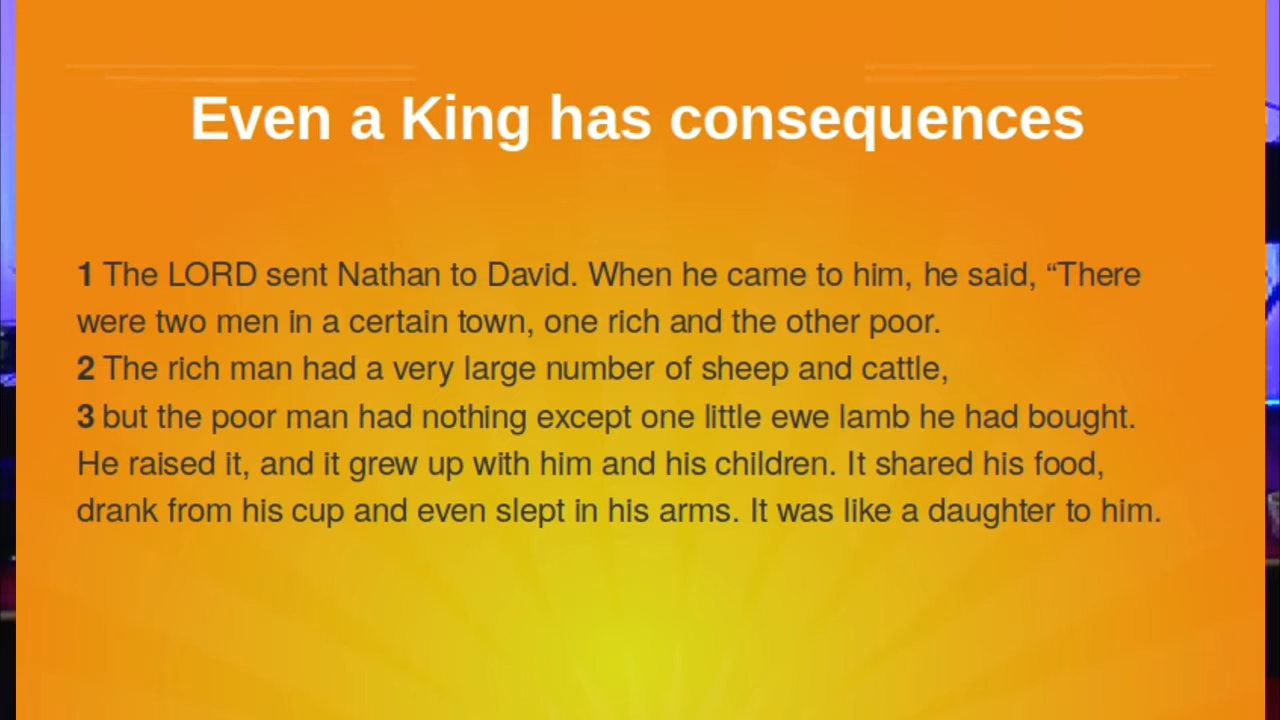 Even a King has consequences
1 The LORD sent Nathan to David. When he came to him, he said, “There
were two men in a certain town, one rich and the other poor.
2 The rich man had a very large number of sheep and cattle,
3 but the poor man had nothing except one little ewe lamb he had bought.
He raised it, and it grew up with him and his children. It shared his food,
drank from his cup and even slept in his arms. It was like a daughter to him.